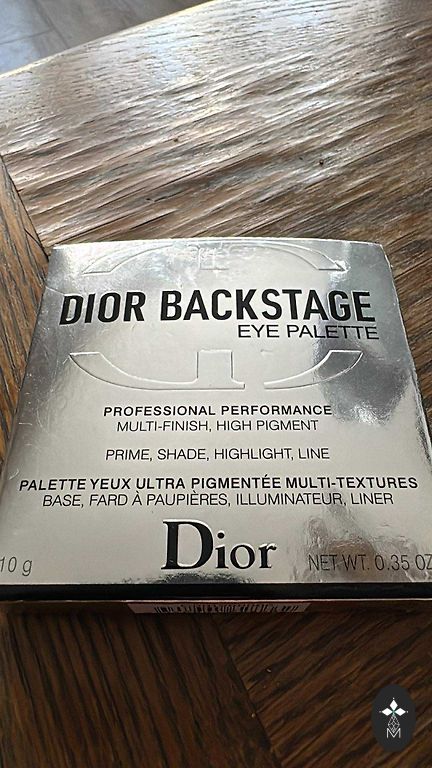 DIOR BACKSTAGE
EYE PALETTE
PROFESSIONAL PERFORMANCE
MULTI-FINISH, HIGH PIGMENT
PRIME, SHADE, HIGHLIGHT, LINE
PALETTE YEUX ULTRA PIGMENTÉE MULTI-TEXTURES
BASE, FARD À PAUPIÈRES, ILLUMINATEUR, LINER
Dior
10 g NET WT. 0.35 OZ
M